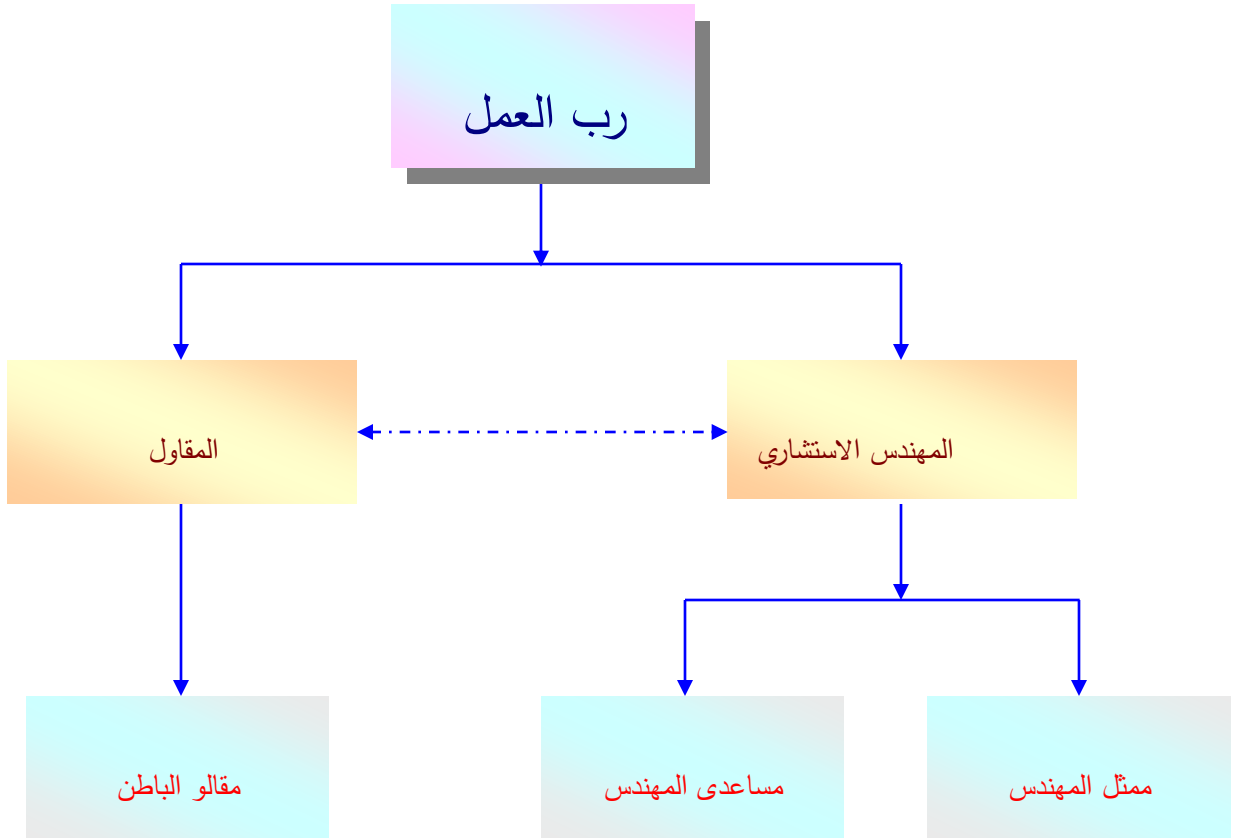 رب العمل
المهندس الاستشاري
المقاول
ممثل المهندس
مساعدى المهندس
مقالو الباطن